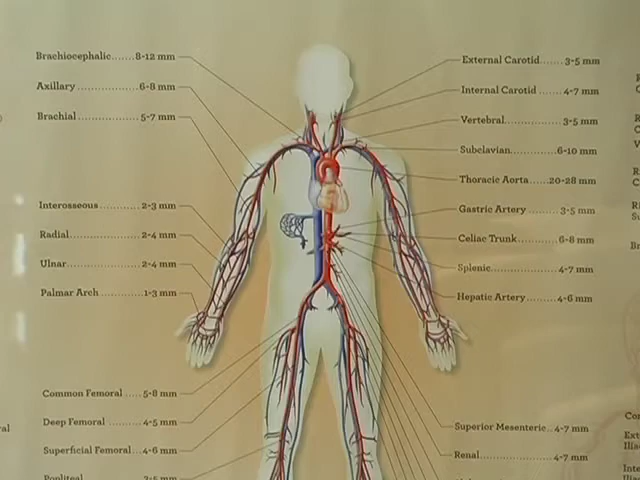 Brachiocephalic......8-12 mm
Axillary ...............6-8 mm
Brachial ...............5-7 mm
Interosseous ...........2-3 mm
Radial ..................2-4 mm
Ulnar...................2-4 mm
Palmar Arch ...........1-3 mm
Common Femoral .....5-8 mm
Deep Femoral .........4-5 mm
Superficial Femoral...4-6 mm
Popliteal
External Carotid......3-5 mm
Internal Carotid ......4-7 mm
Vertebral..............3-5 mm
Subclavian............6-10 mm
Thoracic Aorta.....20-28 mm
Gastric Artery ........3-5 mm
Celiac Trunk..........6-8 mm
Splenic................4-7 mm
Hepatic Artery........4-6 mm
Superior Mesenteric..4-7 mm
Renal..................4-7 mm